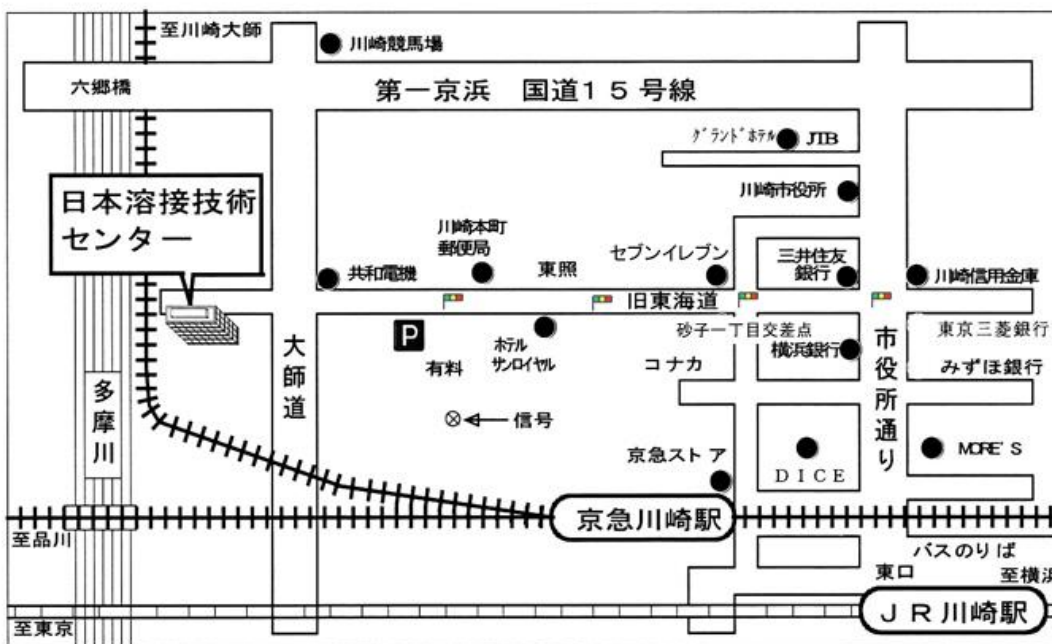 至川崎大師
川崎競馬場
六郷橋
第一京浜 国道15号線
グランドホテル
JTB
日本溶接技術
センター
川崎市役所
川崎本町
郵便局
共和電機
東照
セブンイレブン
三井住友
銀行
川崎信用金庫
旧東海道
P
有料
ホテル
サンロイヤル
砂子一丁目交差点
横浜銀行
東京三菱銀行
みずほ銀行
コナカ
大師道
市役所通り
多摩川
信号
京急ストア
DICE
MORE'S
京急川崎駅
至品川
バスのりば
東口
至横浜
JR川崎駅
至東京